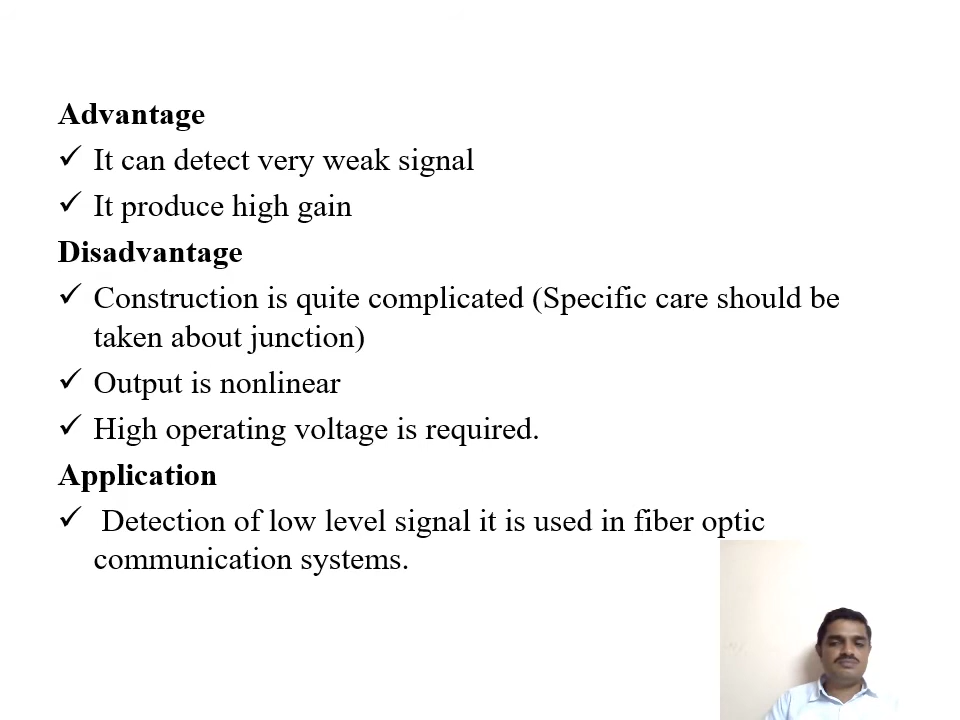 Advantage
✓ It can detect very weak signal
✓ It produce high gain
Disadvantage
✓ Construction is quite complicated (Specific care should be
taken about junction)
✓ Output is nonlinear
✓ High operating voltage is required.
Application
✓ Detection of low level signal it is used in fiber optic
communication systems.